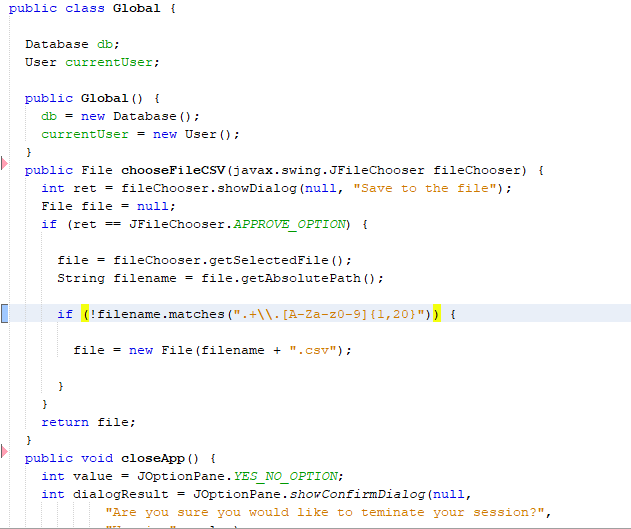 public class Global {
Database db;
User currentUser;
public Global() {
db = new Database();
currentUser = new User();
}
public File chooseFileCSV(javax.swing.JFileChooser fileChooser) {
int ret = fileChooser.showDialog(null, "Save to the file");
File file = null;
if (ret == JFileChooser.APPROVE_OPTION) {
file = fileChooser.getSelectedFile();
String filename = file.getAbsolutePath();
if (!filename.matches(".+\\.[A-Za-z0-9]{1,20}")) {
file = new File(filename + ".csv");
}
}
return file;
}
public void closeApp() {
int value = JOptionPane.YES_NO_OPTION;
int dialogResult = JOptionPane.showConfirmDialog(null,
"Are you sure you would like to teminate your session?",